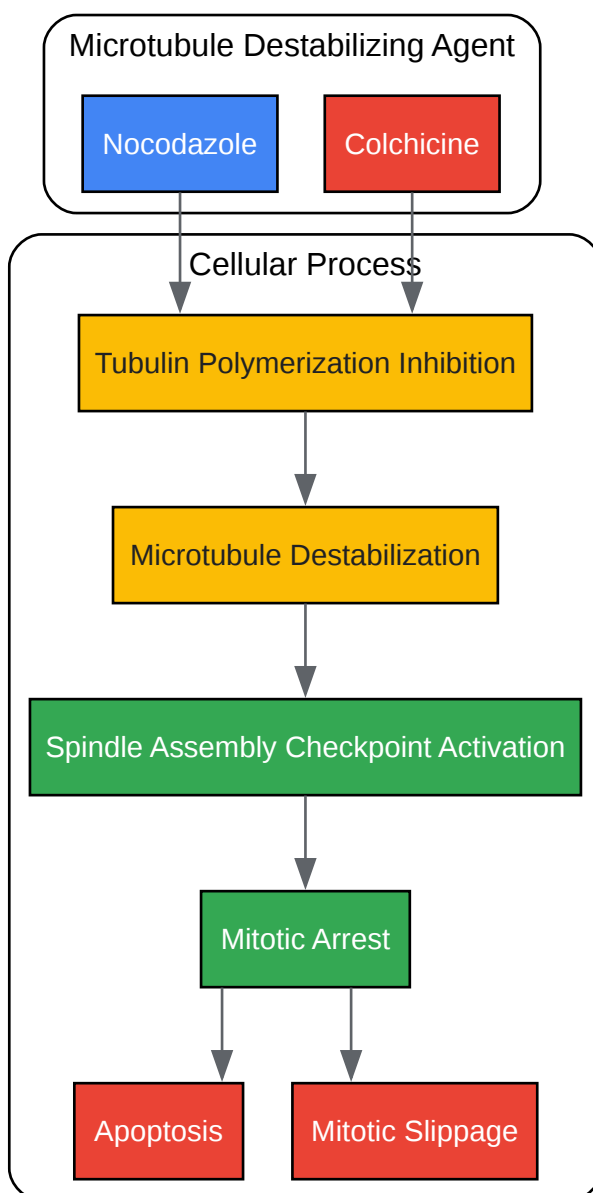 Microtubule Destabilizing Agent
Nocodazole
Colchicine
Cellular Process
Tubulin Polymerization Inhibition
Microtubule Destabilization
Spindle Assembly Checkpoint Activation
Mitotic Arrest
Apoptosis
Mitotic Slippage